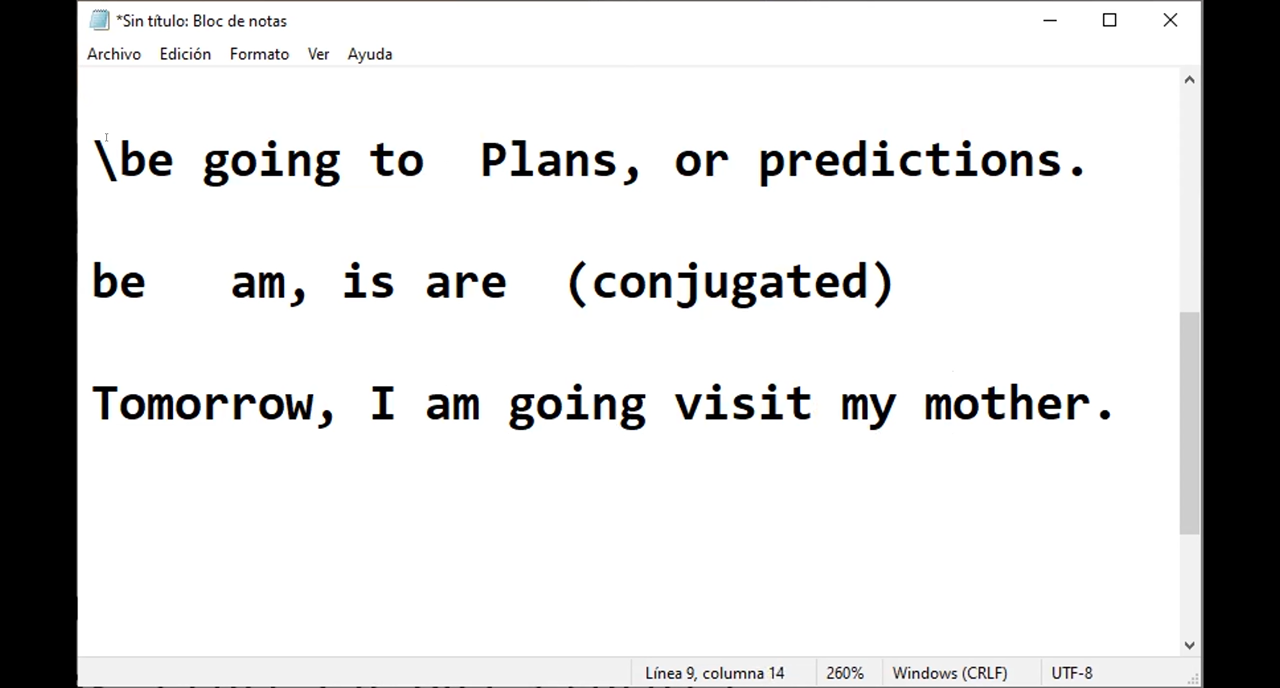 *Sin título: Bloc de notas
Archivo Edición Formato Ver Ayuda
\be going to  Plans, or predictions.
be   am, is are  (conjugated)
Tomorrow, I am going visit my mother.
Línea 9, columna 14 260% Windows (CRLF) UTF-8